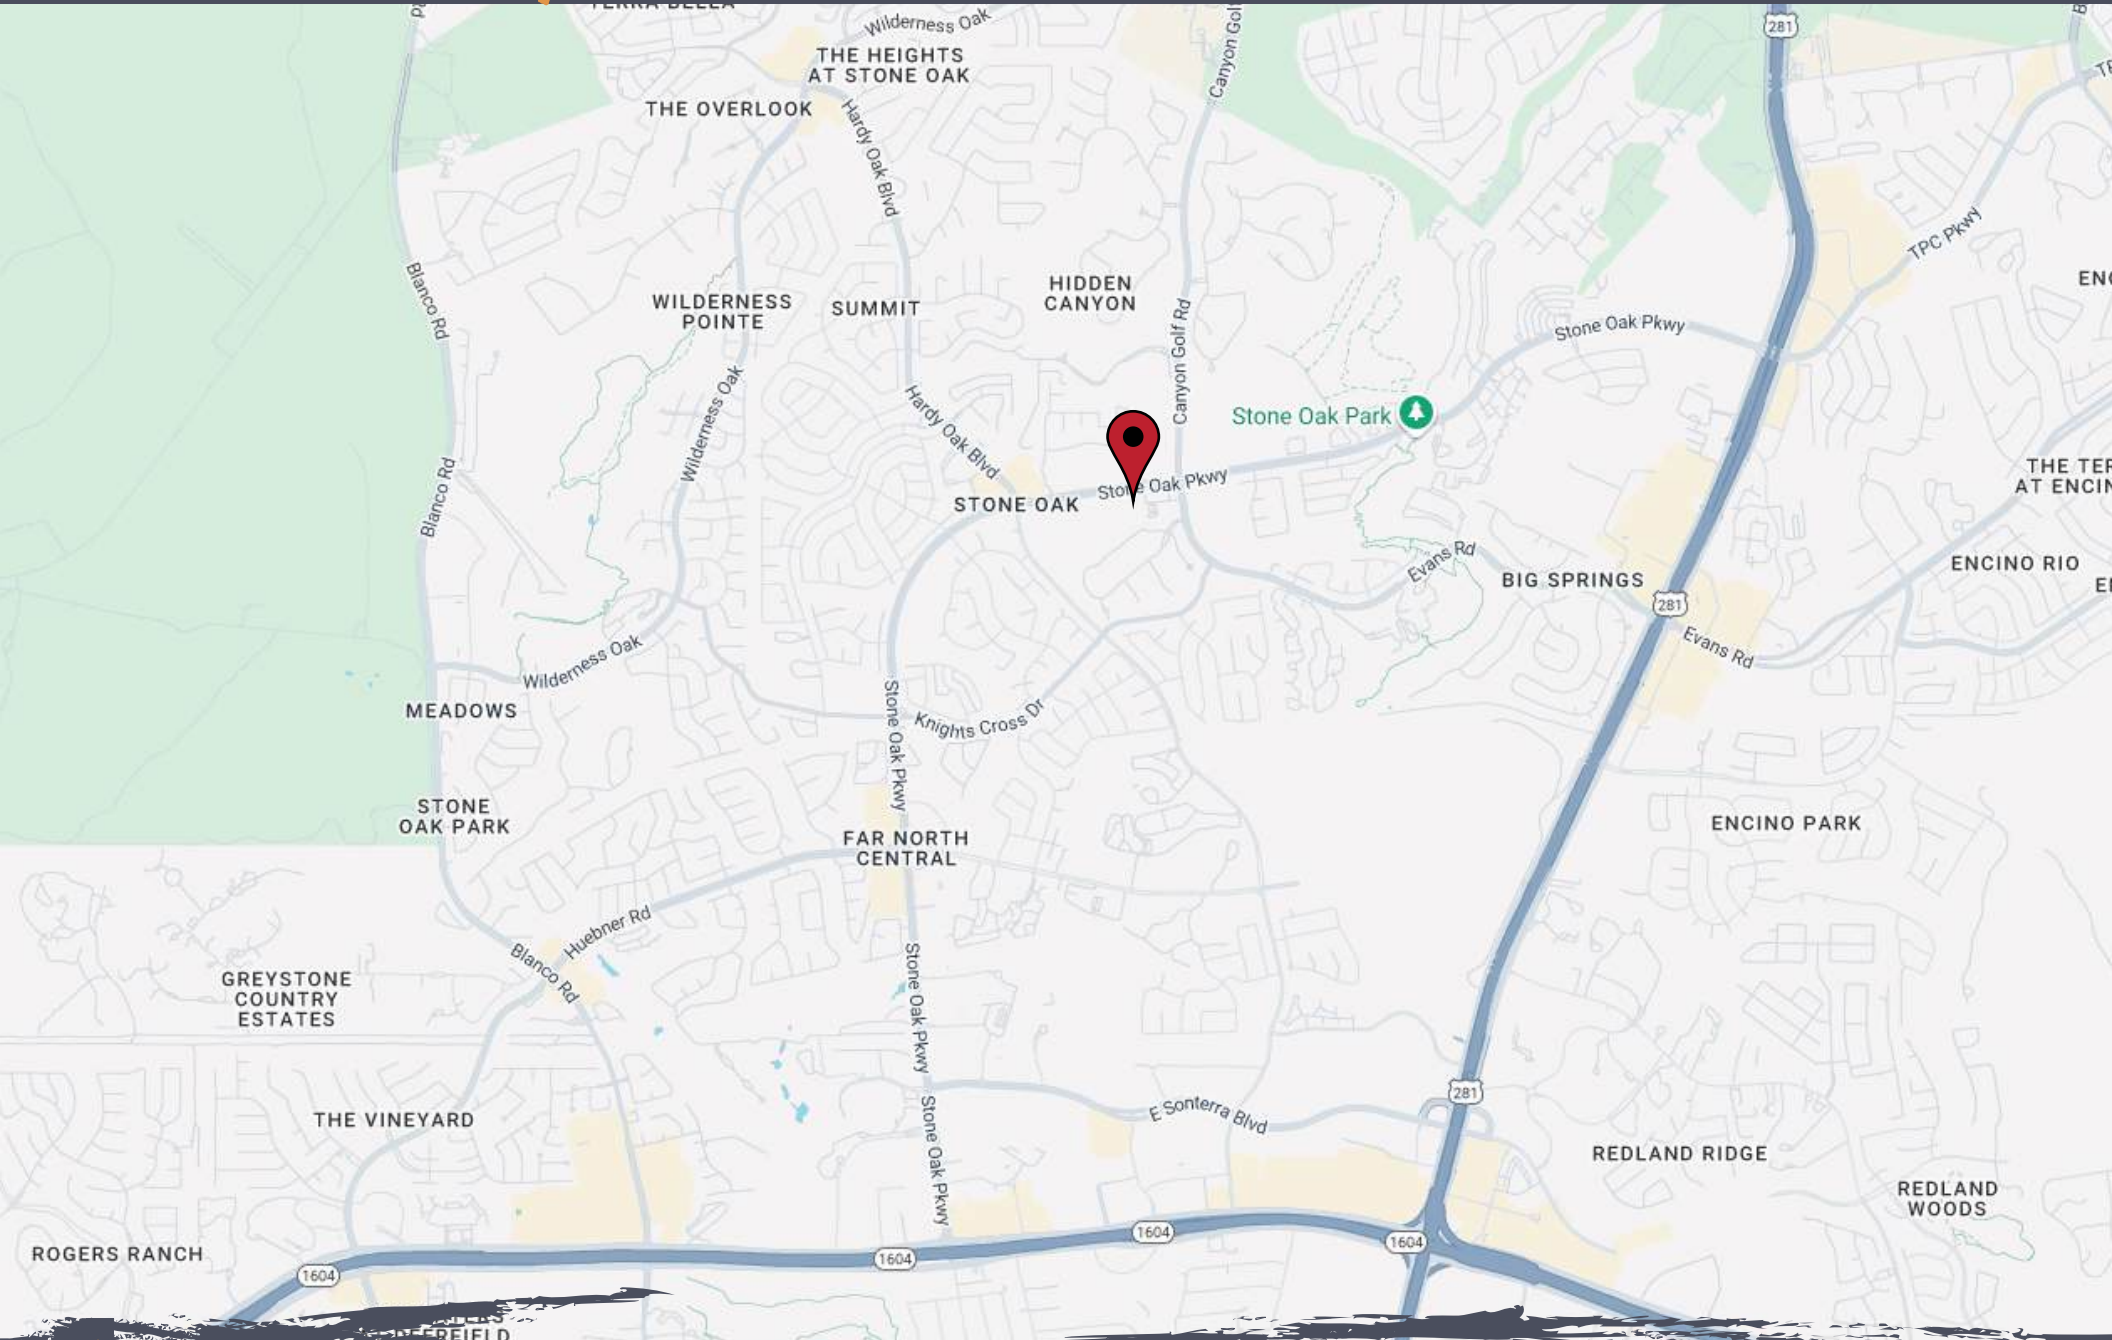 Wilderness Oak
THE HEIGHTS
AT STONE OAK
THE OVERLOOK
Hardy Oak Blvd
Canyon Golf
281
TPC Pkwy
Blanco Rd
WILDERNESS
POINTE
SUMMIT
HIDDEN
CANYON
Canyon Golf Rd
Stone Oak Pkwy
Wilderness Oak
Hardy Oak Blvd
Stone Oak Park
Blanco Rd
STONE OAK
Stone Oak Pkwy
Evans Rd
BIG SPRINGS
281
Evans Rd
ENCINO RIO
Wilderness Oak
MEADOWS
Stone Oak Pkwy
Knights Cross Dr
STONE
OAK PARK
FAR NORTH
CENTRAL
ENCINO PARK
Huebner Rd
Blanco Rd
GREYSTONE
COUNTRY
ESTATES
Stone Oak Pkwy
281
THE VINEYARD
E Sonterra Blvd
Stone Oak Pkwy
REDLAND RIDGE
REDLAND
WOODS
ROGERS RANCH
1604
1604
1604
1604